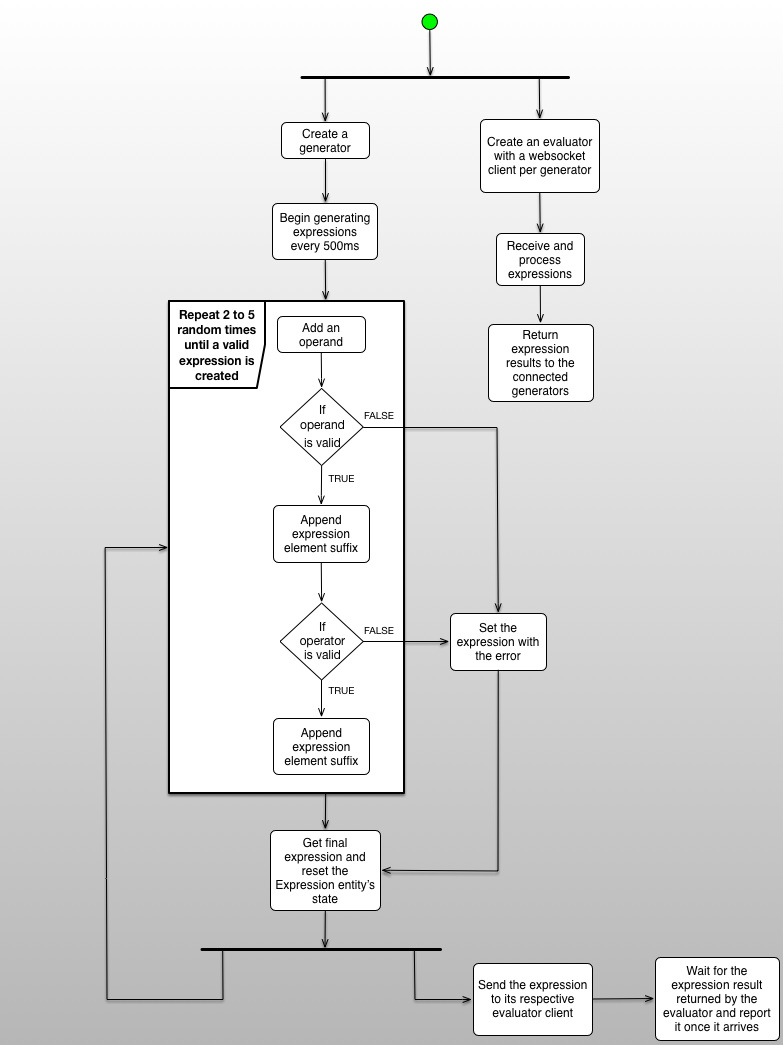 Create a
generator
Create an evaluator
with a websocket
client per generator
Begin generating
expressions
every 500ms
Receive and
process
expressions
Return
expression
results to the
connected
generators
Repeat 2 to 5
random times
until a valid
expression is
created
Add an
operand
If
operand
is valid
FALSE
TRUE
Append
expression
element suffix
If
operator
is valid
FALSE
TRUE
Set the
expression with
the error
Append
expression
element suffix
Get final
expression and
reset the
Expression entity's
state
Send the expression
to its respective
evaluator client
Wait for the
expression result
returned by the
evaluator and report
it once it arrives